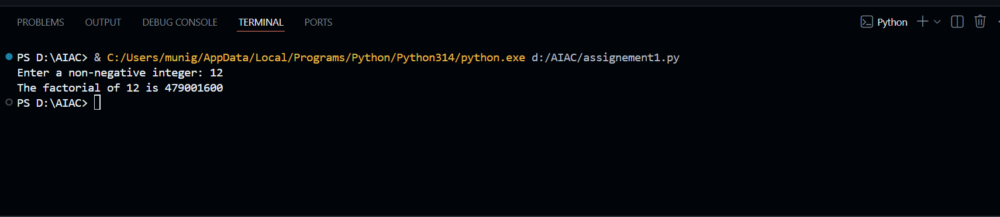 PROBLEMS OUTPUT DEBUG CONSOLE TERMINAL PORTS Python
PS D:\AIAC> & C:/Users/munig/AppData/Local/Programs/Python/Python314/python.exe d:/AIAC/assignement1.py
Enter a non-negative integer: 12
The factorial of 12 is 479001600
PS D:\AIAC>